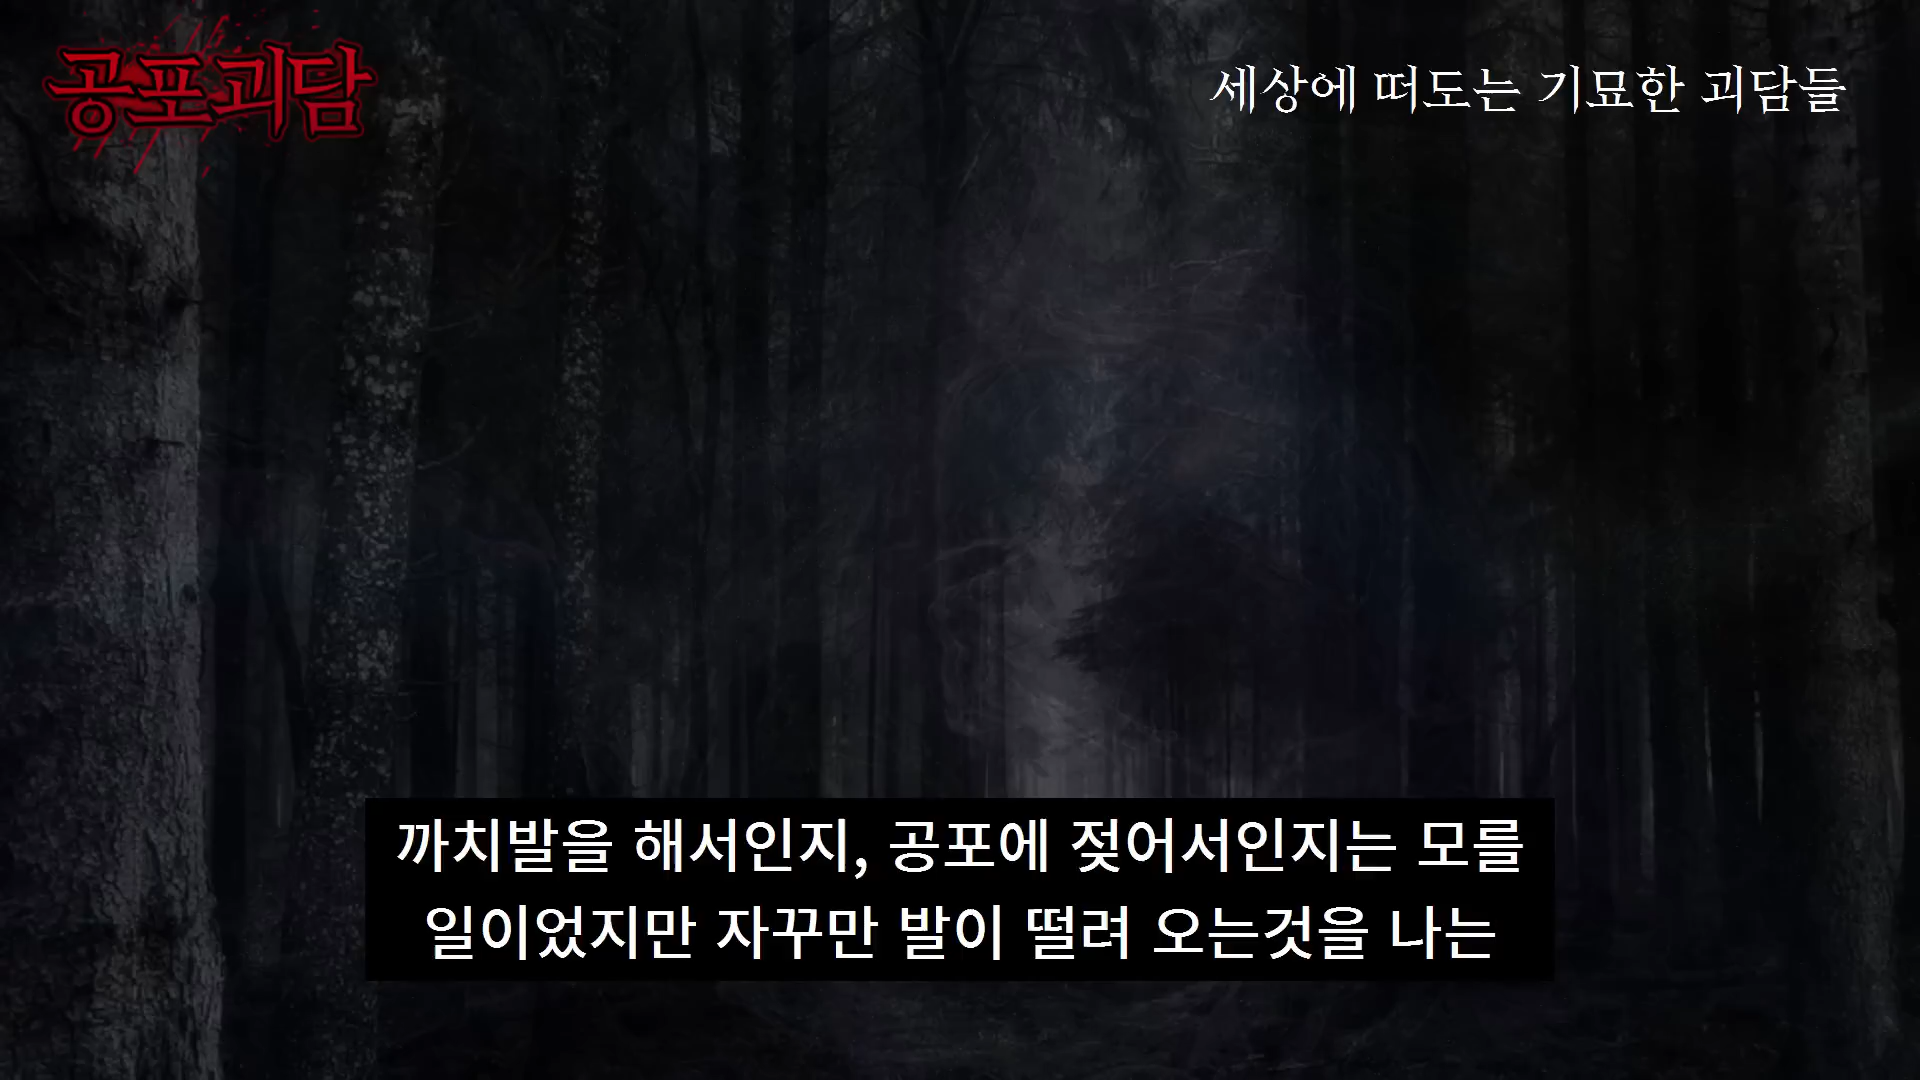 공포괴담
세상에 떠도는 기묘한 괴담들
까치발을 해서인지, 공포에 젖어서인지는 모를
일이었지만 자꾸만 발이 떨려 오는것을 나는